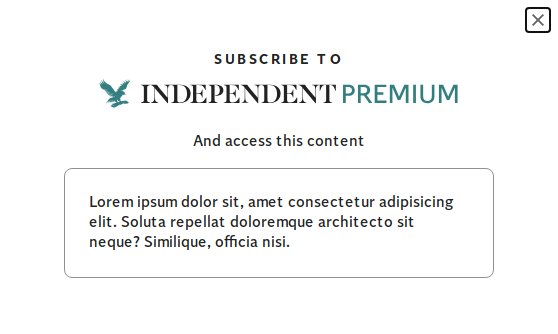 SUBSCRIBE TO
INDEPENDENT PREMIUM
And access this content
Lorem ipsum dolor sit, amet consectetur adipisicing
elit. Soluta repellat doloremque architecto sit
neque? Similique, officia nisi.